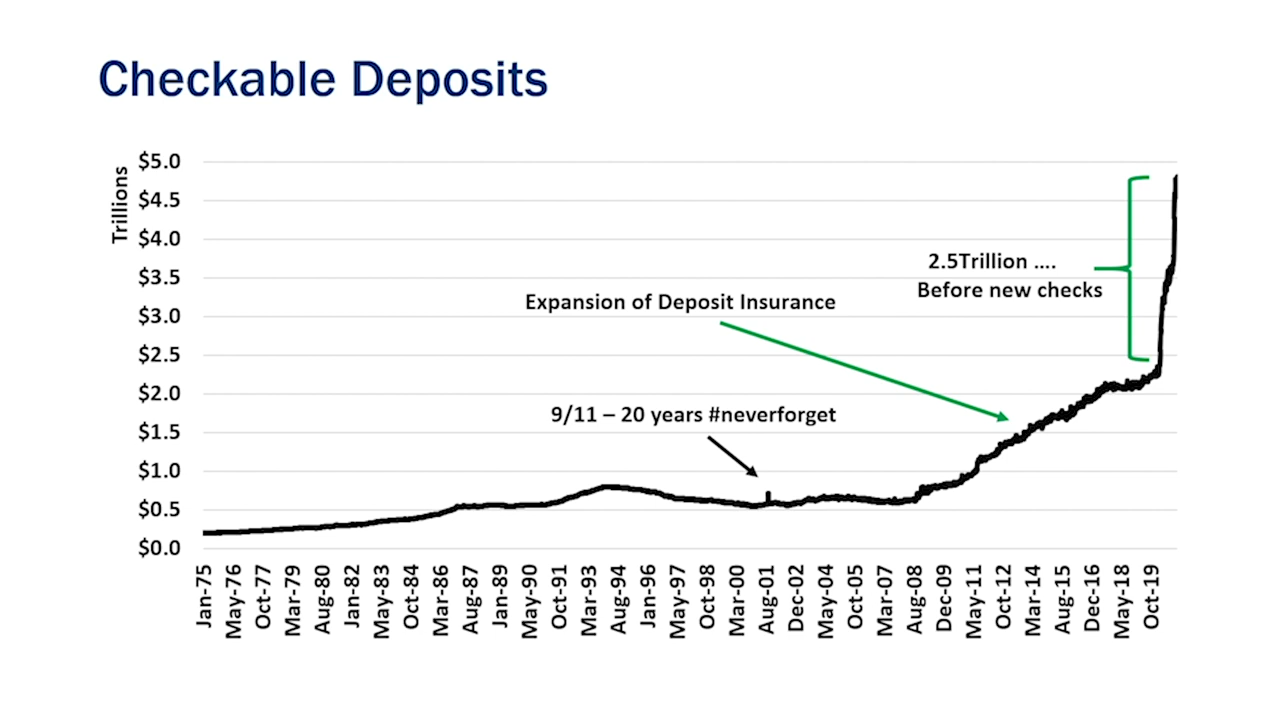 Checkable Deposits
Trillions
$5.0
$4.5
$4.0
$3.5
$3.0
$2.5
$2.0
$1.5
$1.0
$0.5
$0.0
2.5Trillion ....
Before new checks
Expansion of Deposit Insurance
9/11 – 20 years #neverforget
Jan-75
May-76
Oct-77
Mar-79
Aug-80
Jan-82
May-83
Oct-84
Mar-86
Aug-87
Jan-89
May-90
Oct-91
Mar-93
Aug-94
Jan-96
May-97
Oct-98
Mar-00
Aug-01
Dec-02
May-04
Oct-05
Mar-07
Aug-08
Dec-09
May-11
Oct-12
Mar-14
Aug-15
Dec-16
May-18
Oct-19